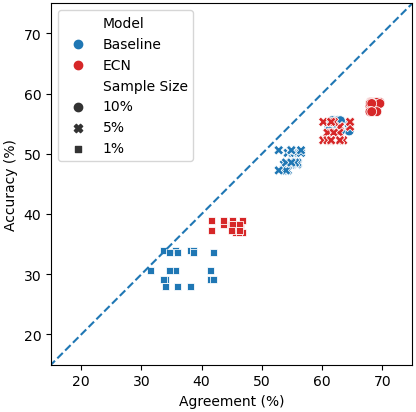 70
60
50
40
30
20
Accuracy (%)
Model
Baseline
ECN
Sample Size
10%
5%
1%
20 30 40 50 60 70
Agreement (%)